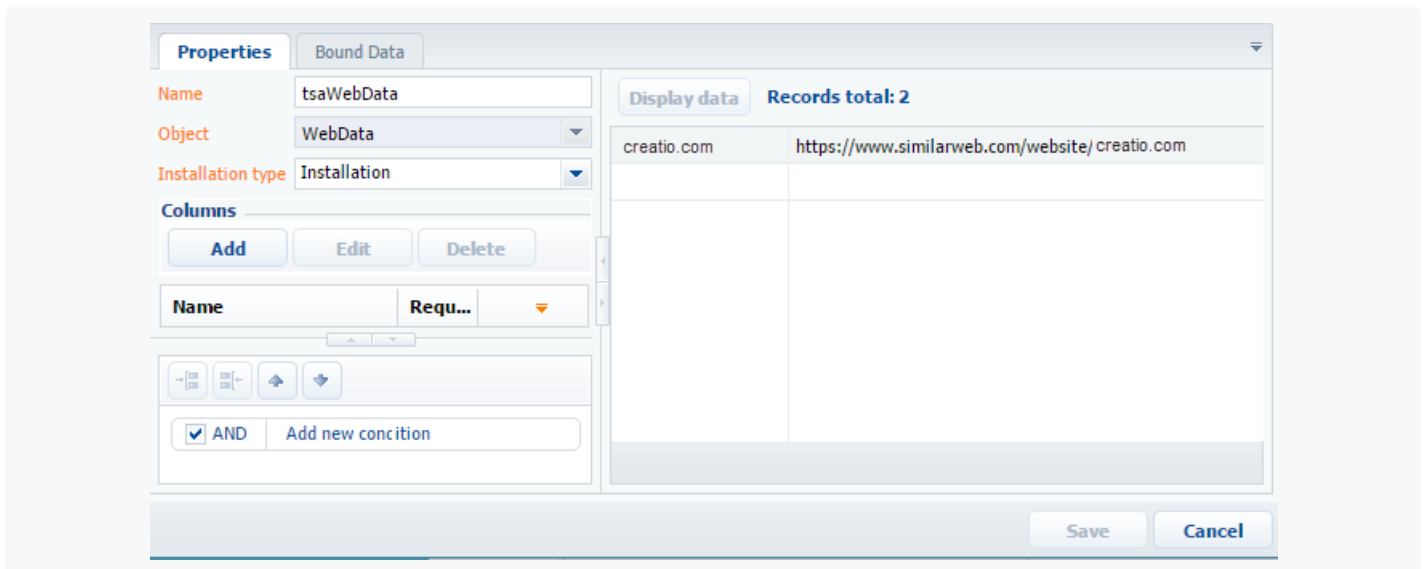 Properties Bound Data
Name tsaWebData
Object WebData
Installation type Installation
Columns
Add Edit Delete
Name Requ...
AND Add new concition
Display data Records total: 2
creatio.com https://www.similarweb.com/website/creatio.com
Save Cancel